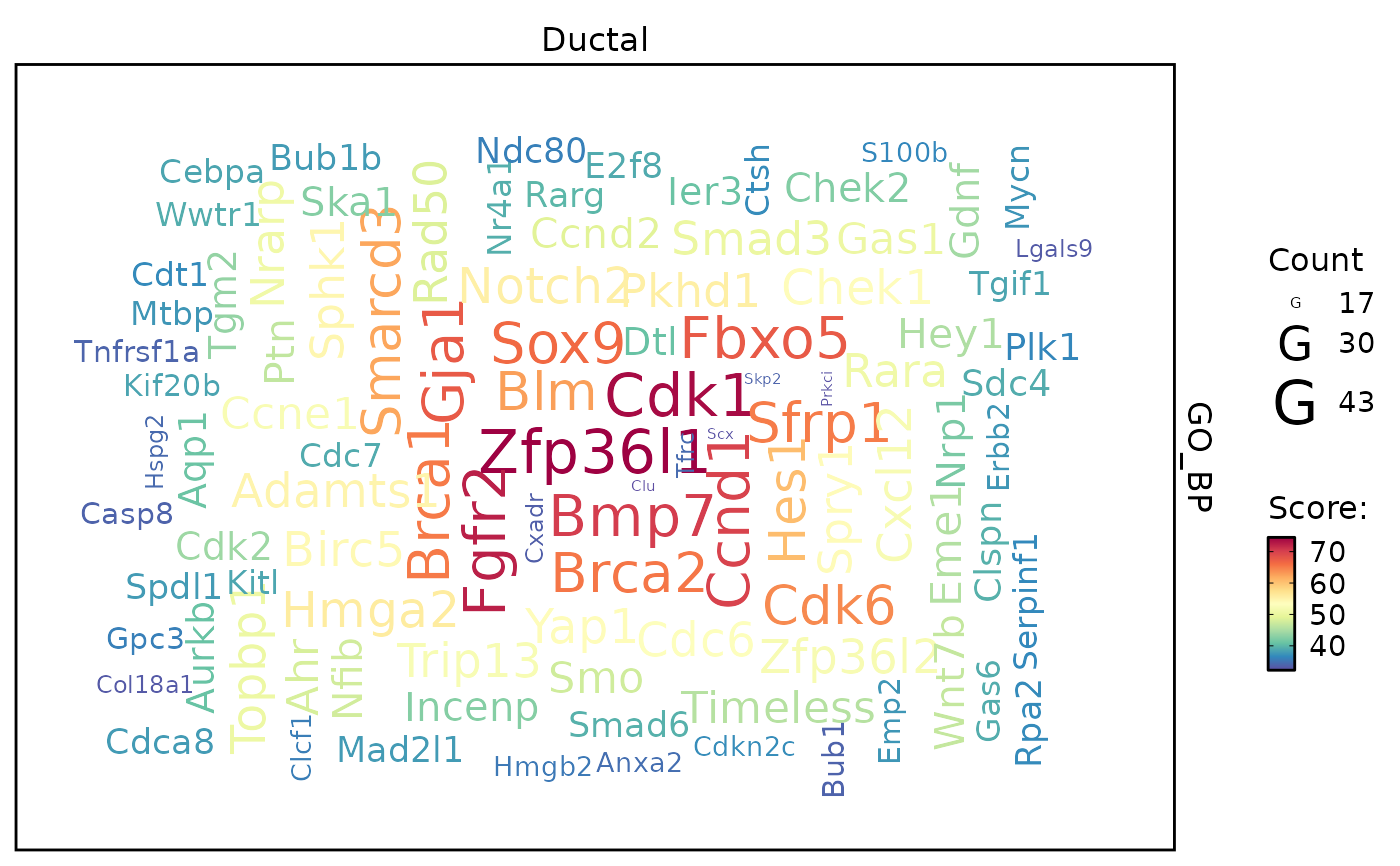 Ductal
Ndc80
Bub1b
E2f8
S100b
Cebpa
Ctsh
Mycn
Ska1
Rarg
Ier3
Chek2
Nr4a1
Wwtr1
Nrarp
Rad50
Gdnf
Ccnd2
Smad3
Gas1
Lgals9
Cdt1
Sphk1
Smarcd3
Notch2
Pkhd1
Chek1
Tgif1
Mtbp
Tgm2
Tnfrsf1a
Ptn
Gja1
Sox9
Dtl
Fbxo5
Hey1
Plk1
Kif20b
Blm
Cdk1
Skp2
Prkci
Rara
Sdc4
Ccne1
Sfrp1
Hspg2
Aqp1
Cdc7
Brca1
Zfp36l1
Tfrc
Scx
Cxcl12
Nrp1
Erbb2
Adamts1
Clu
Casp8
Fgfr2
Cxadr
Bmp7
Ccnd1
Hes1
Spry1
Cdk2
Birc5
Eme1
Clspn
Spdl1
Kitl
Brca2
Hmga2
Cdk6
Serpinf1
Gpc3
Aurkb
Topbp1
Yap1
Cdc6
Trip13
Zfp36l2
Wnt7b
Col18a1
Ahr
Nfib
Smo
Incenp
Timeless
Gas6
Rpa2
Cdca8
Clcf1
Mad2l1
Smad6
Cdkn2c
Emp2
Hmgb2
Anxa2
Bub1
GO_BP
Count
G 17
G 30
G 43
Score:
70
60
50
40